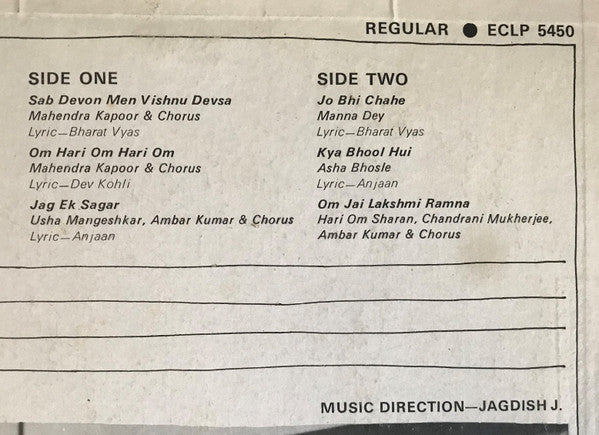 REGULAR ● ECLP 5450
SIDE ONE
Sab Devon Men Vishnu Devsa
Mahendra Kapoor & Chorus
Lyric—Bharat Vyas
Om Hari Om Hari Om
Mahendra Kapoor & Chorus
Lyric—Dev Kohli
Jag Ek Sagar
Usha Mangeshkar, Ambar Kumar & Chorus
Lyric—Anjaan
SIDE TWO
Jo Bhi Chahe
Manna Dey
Lyric—Bharat Vyas
Kya Bhool Hui
Asha Bhosle
Lyric—Anjaan
Om Jai Lakshmi Ramna
Hari Om Sharan, Chandrani Mukherjee,
Ambar Kumar & Chorus
MUSIC DIRECTION—JAGDISH J.